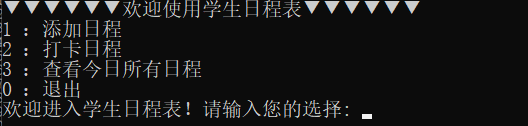 ▼▼▼▼▼▼欢迎使用学生日程表▼▼▼▼▼▼
1 : 添加日程
2 : 打卡日程
3 : 查看今日所有日程
0 : 退出
欢迎进入学生日程表! 请输入您的选择: